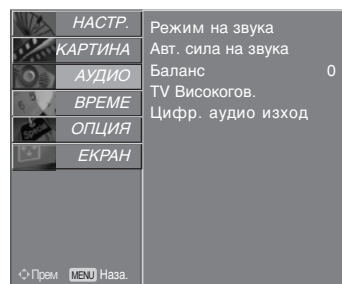 НАСТР.
КАРТИНА
АУДИО
ВРЕМЕ
ОПЦИЯ
ЕКРАН
Режим на звука
Авт. сила на звука
Баланс 0
TV Високогов.
Цифр. аудио изход
Прем MENU Наза.